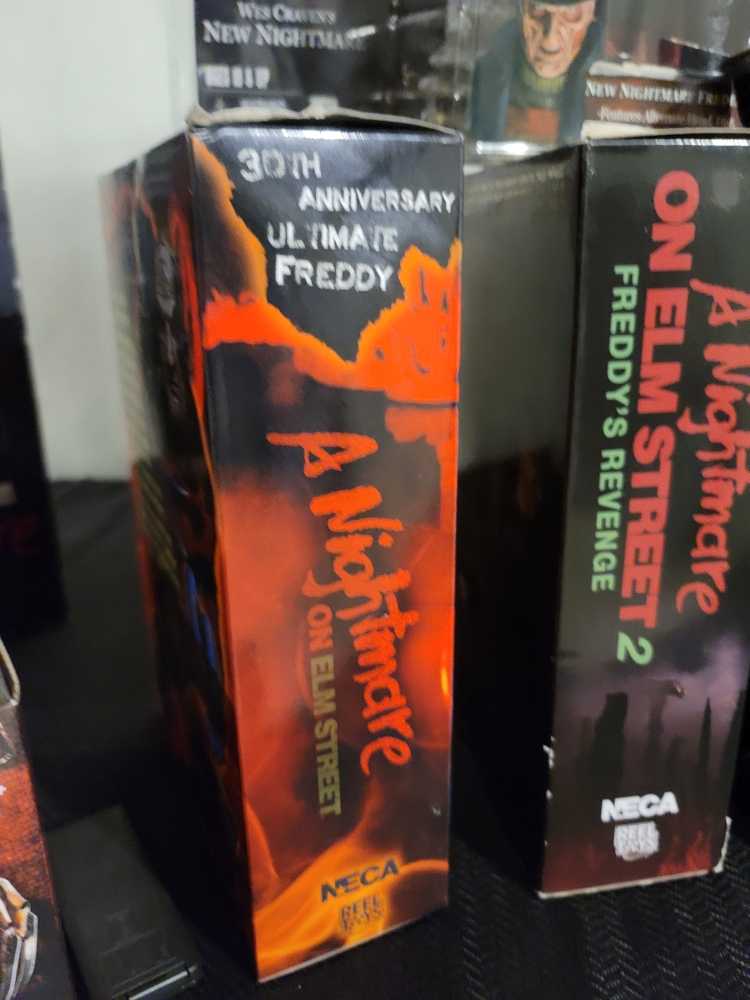 WES CRAVEN'S
NEW NIGHTMARE
NEW NIGHTMARE FREDDY
30TH
ANNIVERSARY
ULTIMATE
FREDDY
A Nightmare
ON ELM STREET
NECA
REEL
TOYS
A Nightmare
ON ELM STREET 2
FREDDY'S REVENGE
NECA
REEL
TOYS